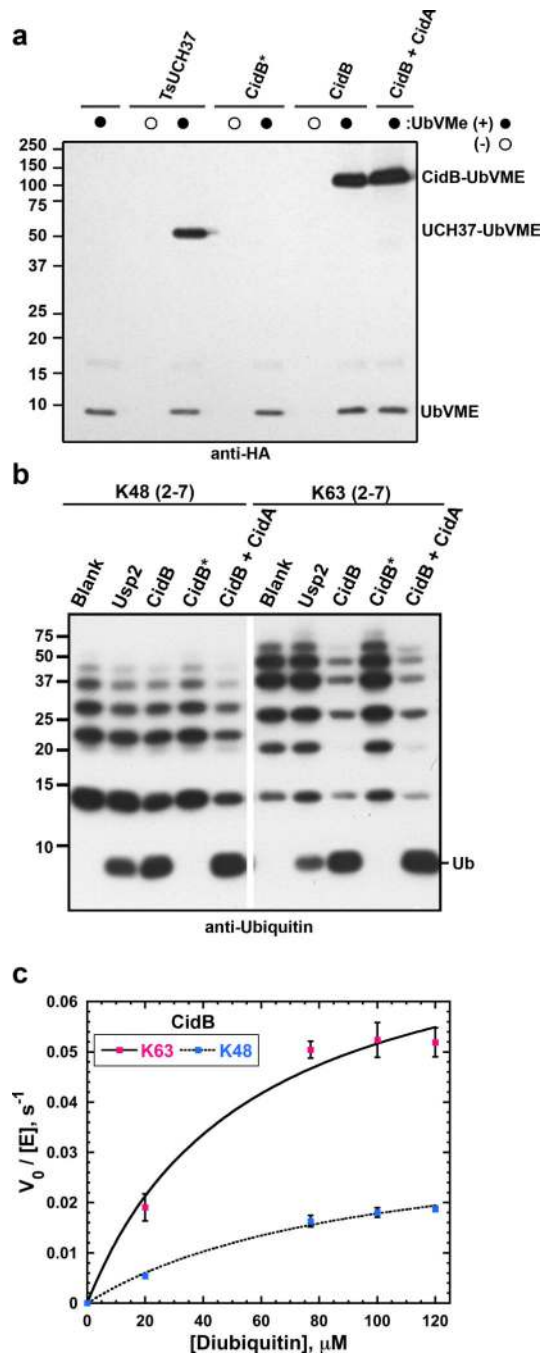 a
TsUCH37
CidB*
CidB
CidB + CidA
:UbVMe (+)
(-)
250
150
100
75
50
37
25
20
15
10
CidB-UbVME
UCH37-UbVME
UbVME
anti-HA
b
K48 (2-7)
K63 (2-7)
Blank
Usp2
CidB
CidB*
CidB + CidA
Blank
Usp2
CidB
CidB*
CidB + CidA
75
50
37
25
20
15
10
Ub
anti-Ubiquitin
c
CidB
K63
K48
0.06
0.05
0.04
0.03
0.02
0.01
0
V0 / [E], s-1
0 20 40 60 80 100 120
[Diubiquitin], μM